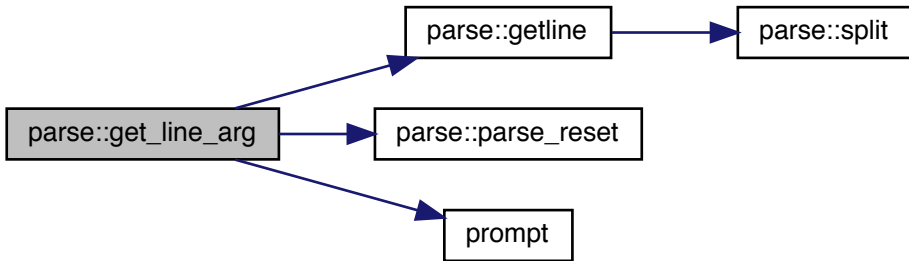 parse::getline
parse::split
parse::get_line_arg
parse::parse_reset
prompt